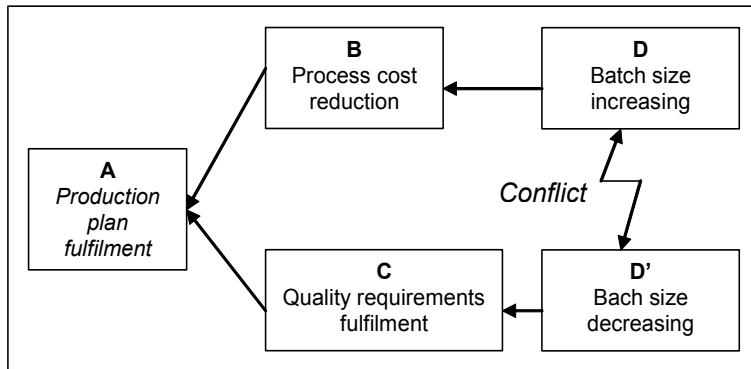 B
Process cost
reduction
D
Batch size
increasing
A
Production
plan
fulfilment
Conflict
C
Quality requirements
fulfilment
D’
Bach size
decreasing